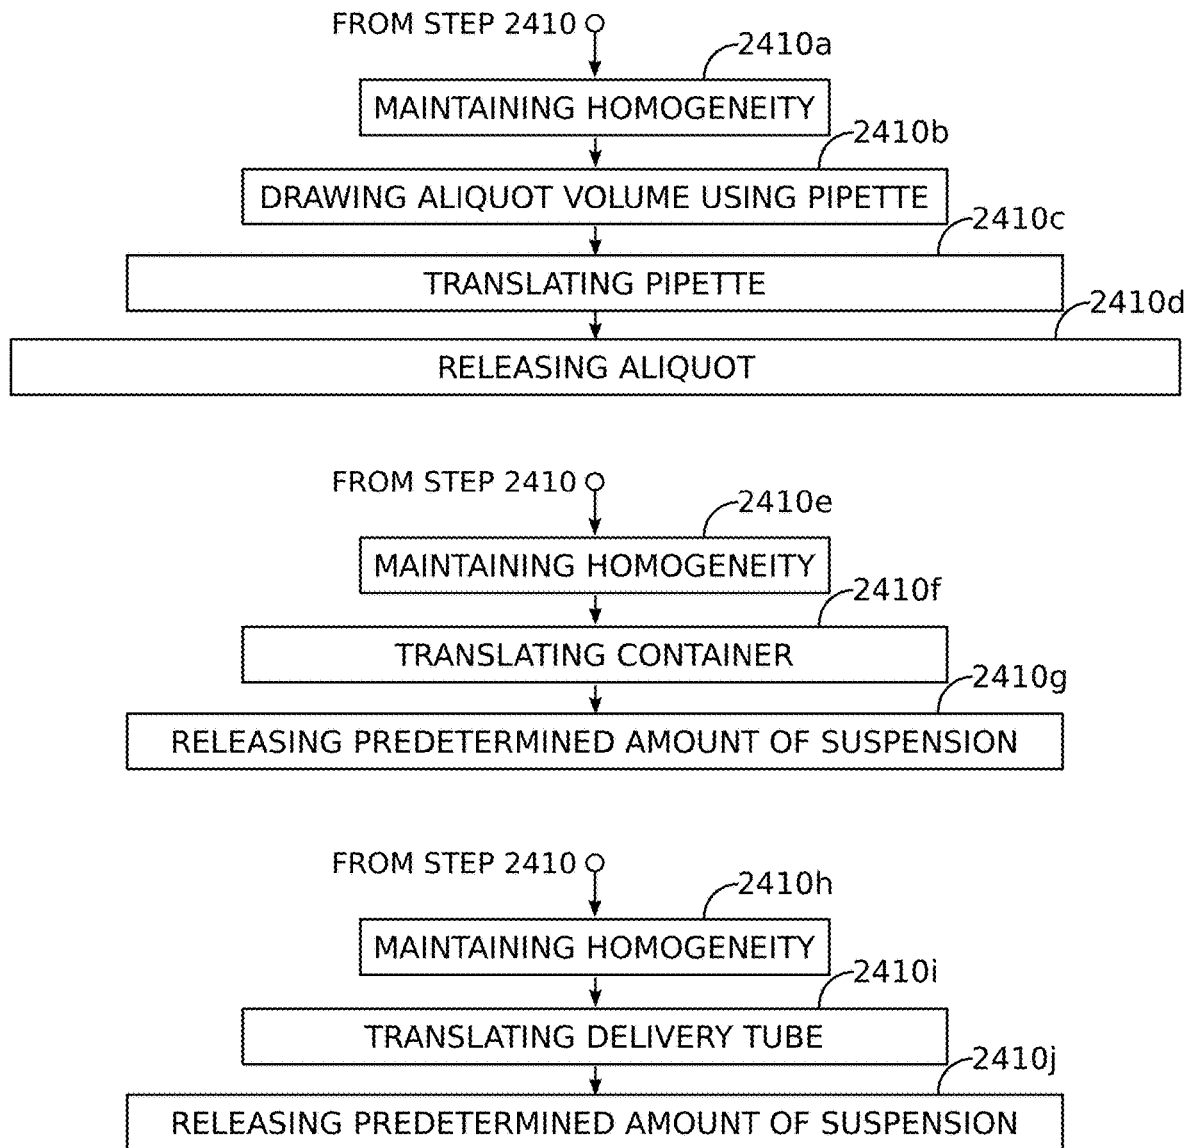 FROM STEP 2410
2410a
MAINTAINING HOMOGENEITY
2410b
DRAWING ALIQUOT VOLUME USING PIPETTE
2410c
TRANSLATING PIPETTE
2410d
RELEASING ALIQUOT
FROM STEP 2410
2410e
MAINTAINING HOMOGENEITY
2410f
TRANSLATING CONTAINER
2410g
RELEASING PREDETERMINED AMOUNT OF SUSPENSION
FROM STEP 2410
2410h
MAINTAINING HOMOGENEITY
2410i
TRANSLATING DELIVERY TUBE
2410j
RELEASING PREDETERMINED AMOUNT OF SUSPENSION